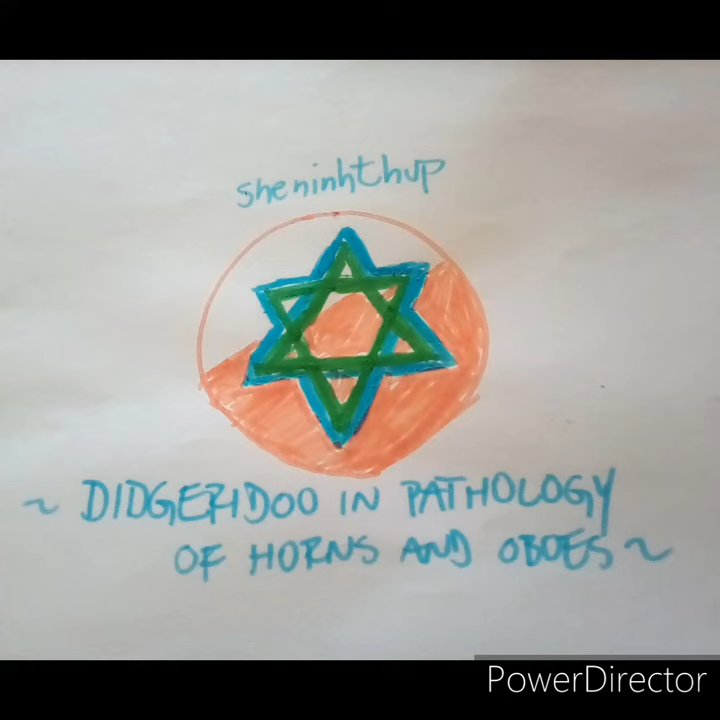 sheninhthup
~ DIDGERIDOO IN PATHOLOGY
OF HORNS AND OBOES ~
PowerDirector